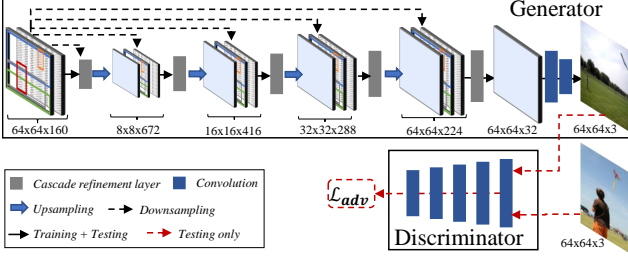 Generator
64x64x160
8x8x672
16x16x416
32x32x288
64x64x224
64x64x32
64x64x3
Cascade refinement layer
Convolution
Upsampling
Downsampling
Training + Testing
Testing only
ℒadv
Discriminator
64x64x3